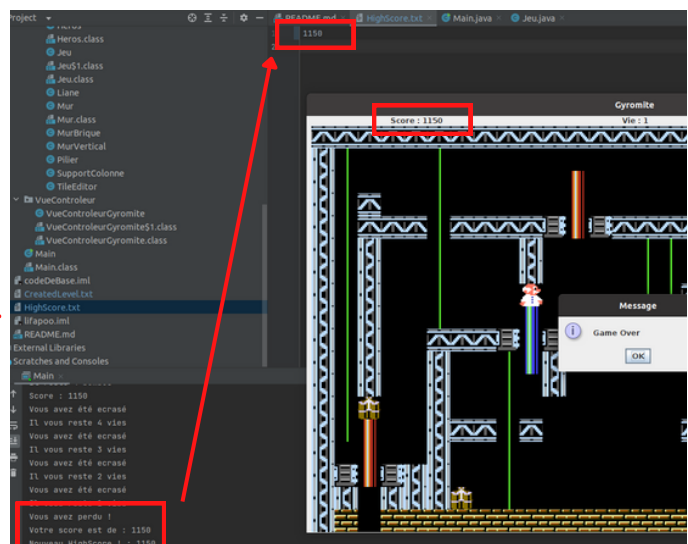 Project
README.md
HighScore.txt
Main.java
Jeu.java
Heros
Heros.class
Jeu
Jeu$1.class
Jeu.class
Liane
Mur
Mur.class
MurBrique
MurVertical
Pilier
SupportColonne
TileEditor
VueControleur
VueControleurGyromite
VueControleurGyromite$1.class
VueControleurGyromite.class
Main
Main.class
codeDeBase.iml
CreatedLevel.txt
HighScore.txt
lifapoo.iml
README.md
External Libraries
Scratches and Consoles
1150
Gyromite
Score : 1150
Vie : 1
Message
Game Over
OK
Main
Score : 1150
Vous avez été ecrasé
Il vous reste 4 vies
Vous avez été ecrasé
Il vous reste 3 vies
Vous avez été ecrasé
Il vous reste 2 vies
Vous avez été ecrasé
Vous avez perdu !
Votre score est de : 1150
Nouveau HighScore ! : 1150